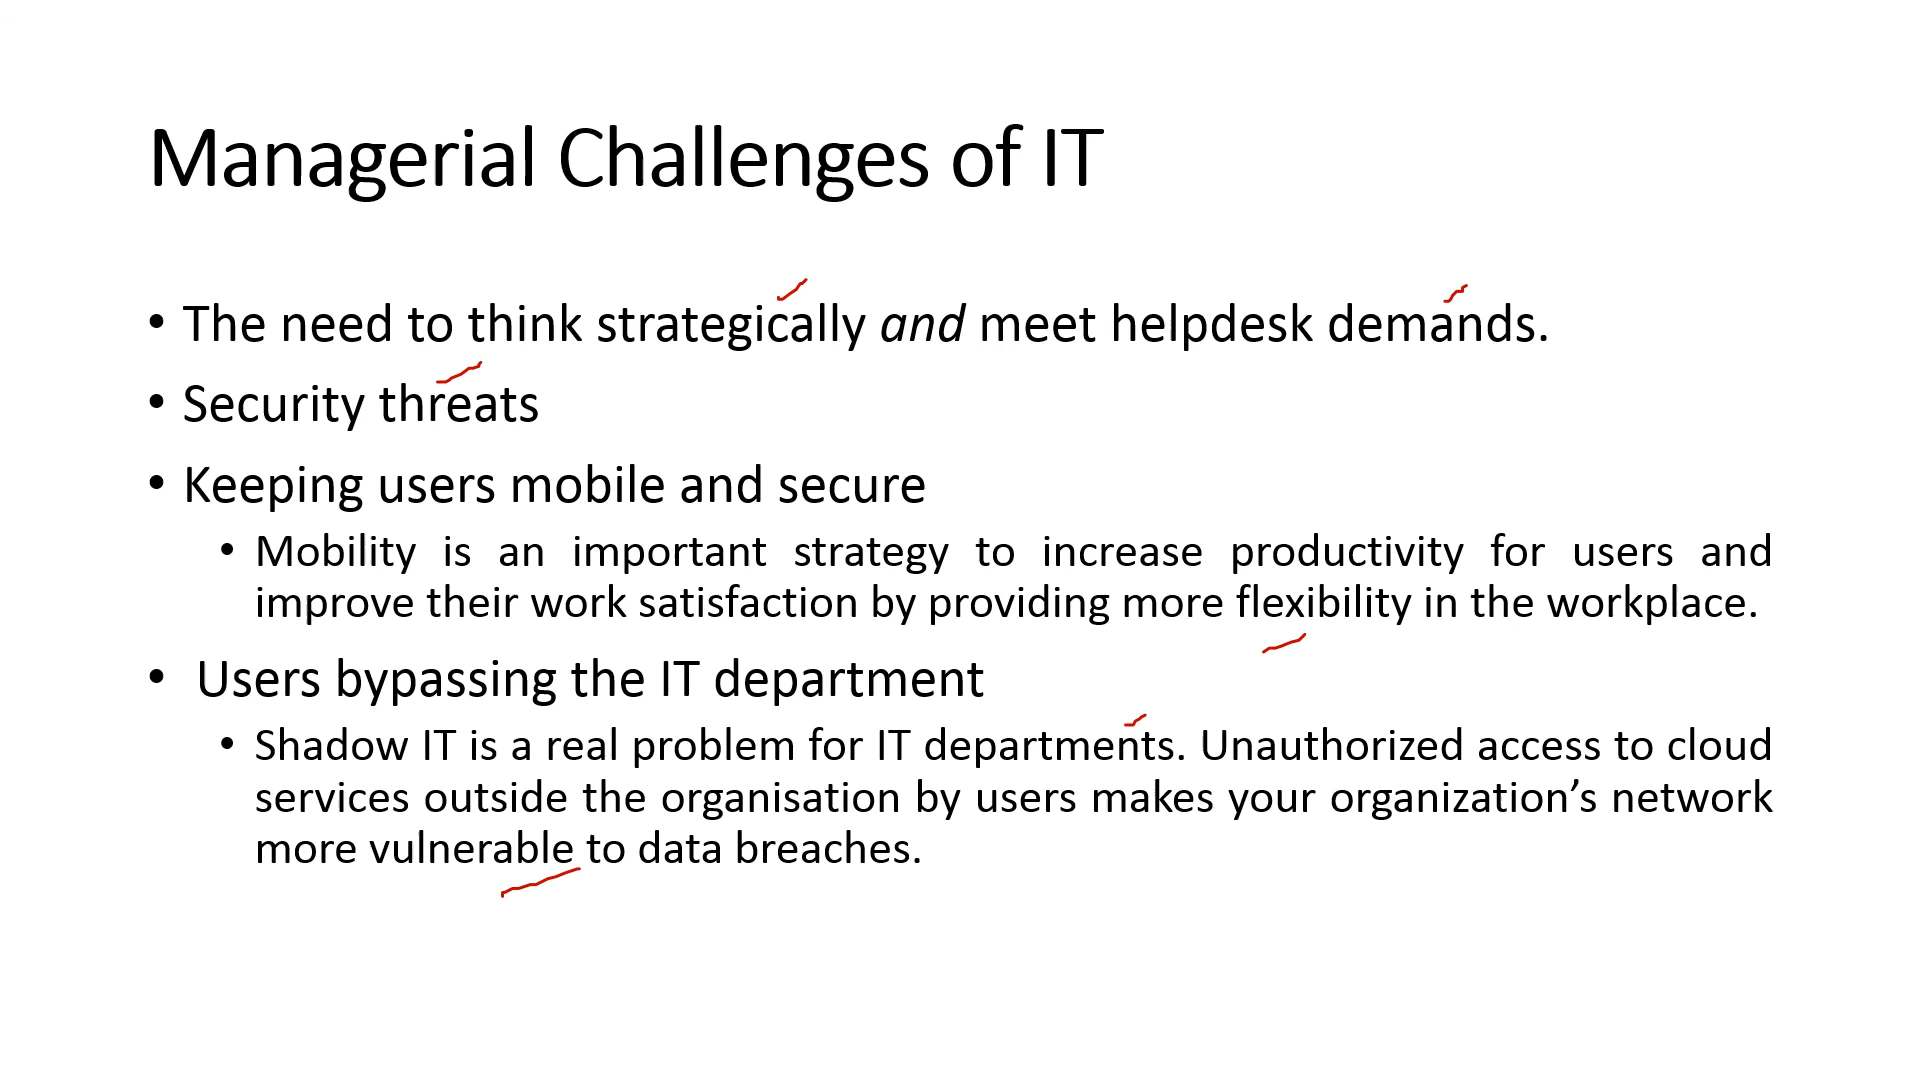 Managerial Challenges of IT
• The need to think strategically and meet helpdesk demands.
• Security threats
• Keeping users mobile and secure
• Mobility is an important strategy to increase productivity for users and
improve their work satisfaction by providing more flexibility in the workplace.
• Users bypassing the IT department
• Shadow IT is a real problem for IT departments. Unauthorized access to cloud
services outside the organisation by users makes your organization’s network
more vulnerable to data breaches.